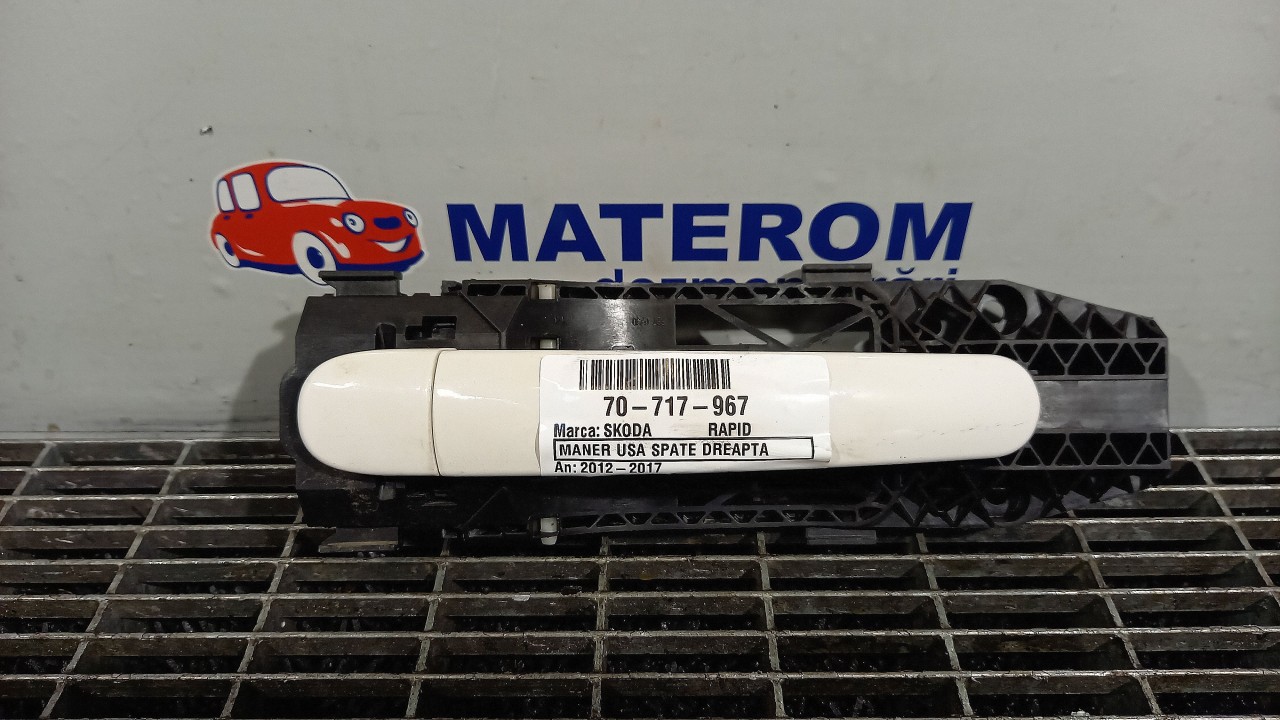 MATEROM
70-717-967
Marca: SKODA RAPID
MANER USA SPATE DREAPTA
An: 2012-2017